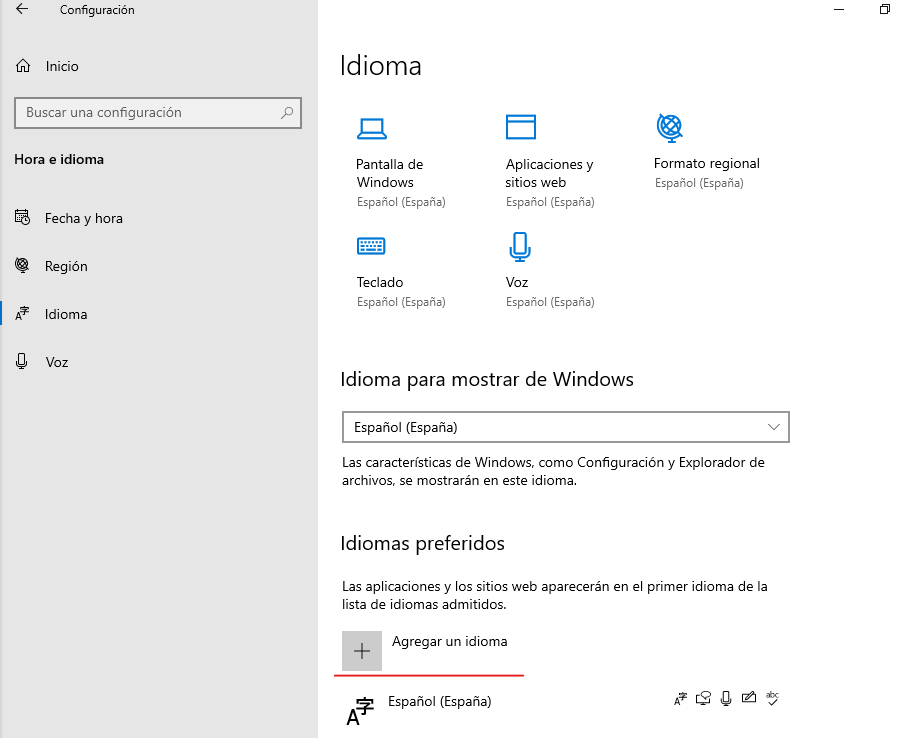 Configuración
Inicio
Buscar una configuración
Hora e idioma
Fecha y hora
Región
Idioma
Voz
Idioma
Pantalla de
Windows
Español (España)
Aplicaciones y
sitios web
Español (España)
Formato regional
Español (España)
Teclado
Español (España)
Voz
Español (España)
Idioma para mostrar de Windows
Español (España)
Las características de Windows, como Configuración y Explorador de
archivos, se mostrarán en este idioma.
Idiomas preferidos
Las aplicaciones y los sitios web aparecerán en el primer idioma de la
lista de idiomas admitidos.
Agregar un idioma
A字 Español (España)
abc